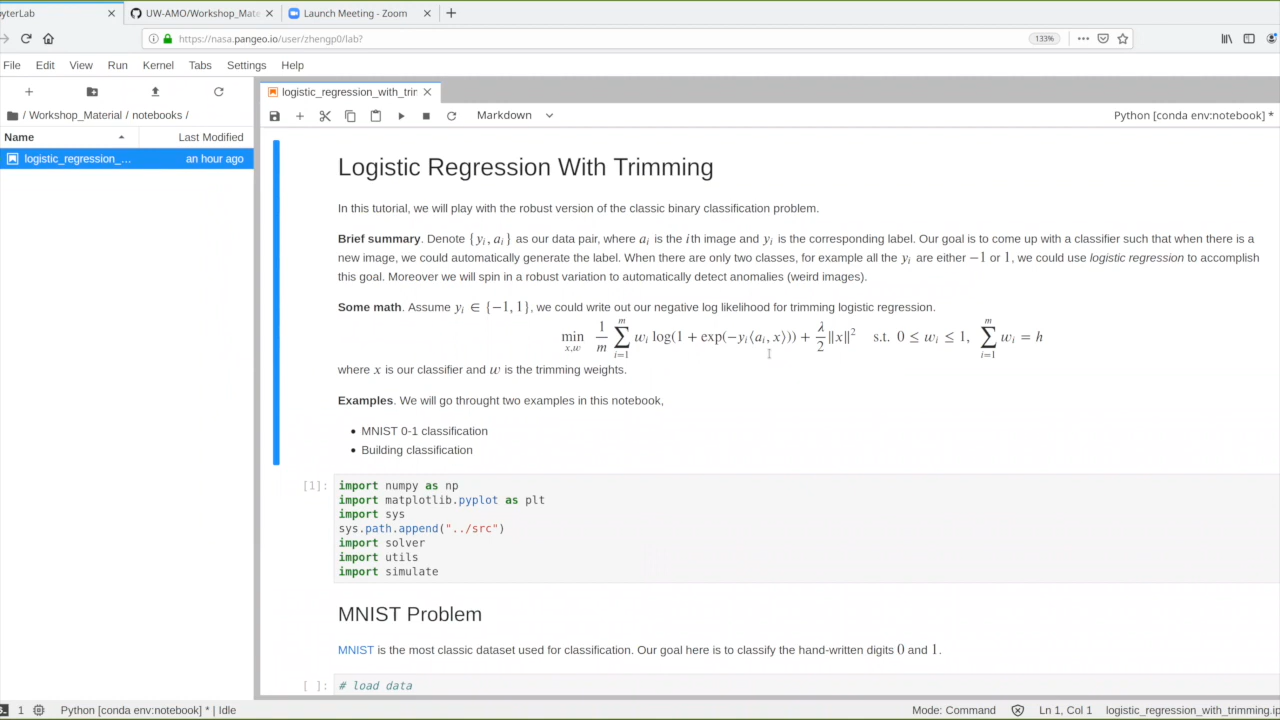 yterLab
UW-AMO/Workshop_Mate
Launch Meeting - Zoom
https://nasa.pangeo.io/user/zhengp0/lab?
133%
File Edit View Run Kernel Tabs Settings Help
logistic_regression_with_trir
/ Workshop_Material / notebooks /
Markdown
Python [conda env:notebook] *
Name Last Modified
logistic_regression_... an hour ago
Logistic Regression With Trimming
In this tutorial, we will play with the robust version of the classic binary classification problem.
Brief summary. Denote {y_i, a_i} as our data pair, where a_i is the ith image and y_i is the corresponding label. Our goal is to come up with a classifier such that when there is a
new image, we could automatically generate the label. When there are only two classes, for example all the y_i are either −1 or 1, we could use logistic regression to accomplish
this goal. Moreover we will spin in a robust variation to automatically detect anomalies (weird images).
Some math. Assume y_i ∈ {−1, 1}, we could write out our negative log likelihood for trimming logistic regression.
min_{x,w} 1/m ∑_{i=1}^{m} w_i log(1 + exp(−y_i⟨a_i, x⟩)) + λ/2 ‖x‖² s.t. 0 ≤ w_i ≤ 1, ∑_{i=1}^{m} w_i = h
where x is our classifier and w is the trimming weights.
Examples. We will go throught two examples in this notebook,
• MNIST 0-1 classification
• Building classification
[1]:
import numpy as np
import matplotlib.pyplot as plt
import sys
sys.path.append("../src")
import solver
import utils
import simulate
MNIST Problem
MNIST is the most classic dataset used for classification. Our goal here is to classify the hand-written digits 0 and 1.
[ ]: # load data
1 Python [conda env:notebook] * | Idle
Mode: Command Ln 1, Col 1 logistic_regression_with_trimming.ip